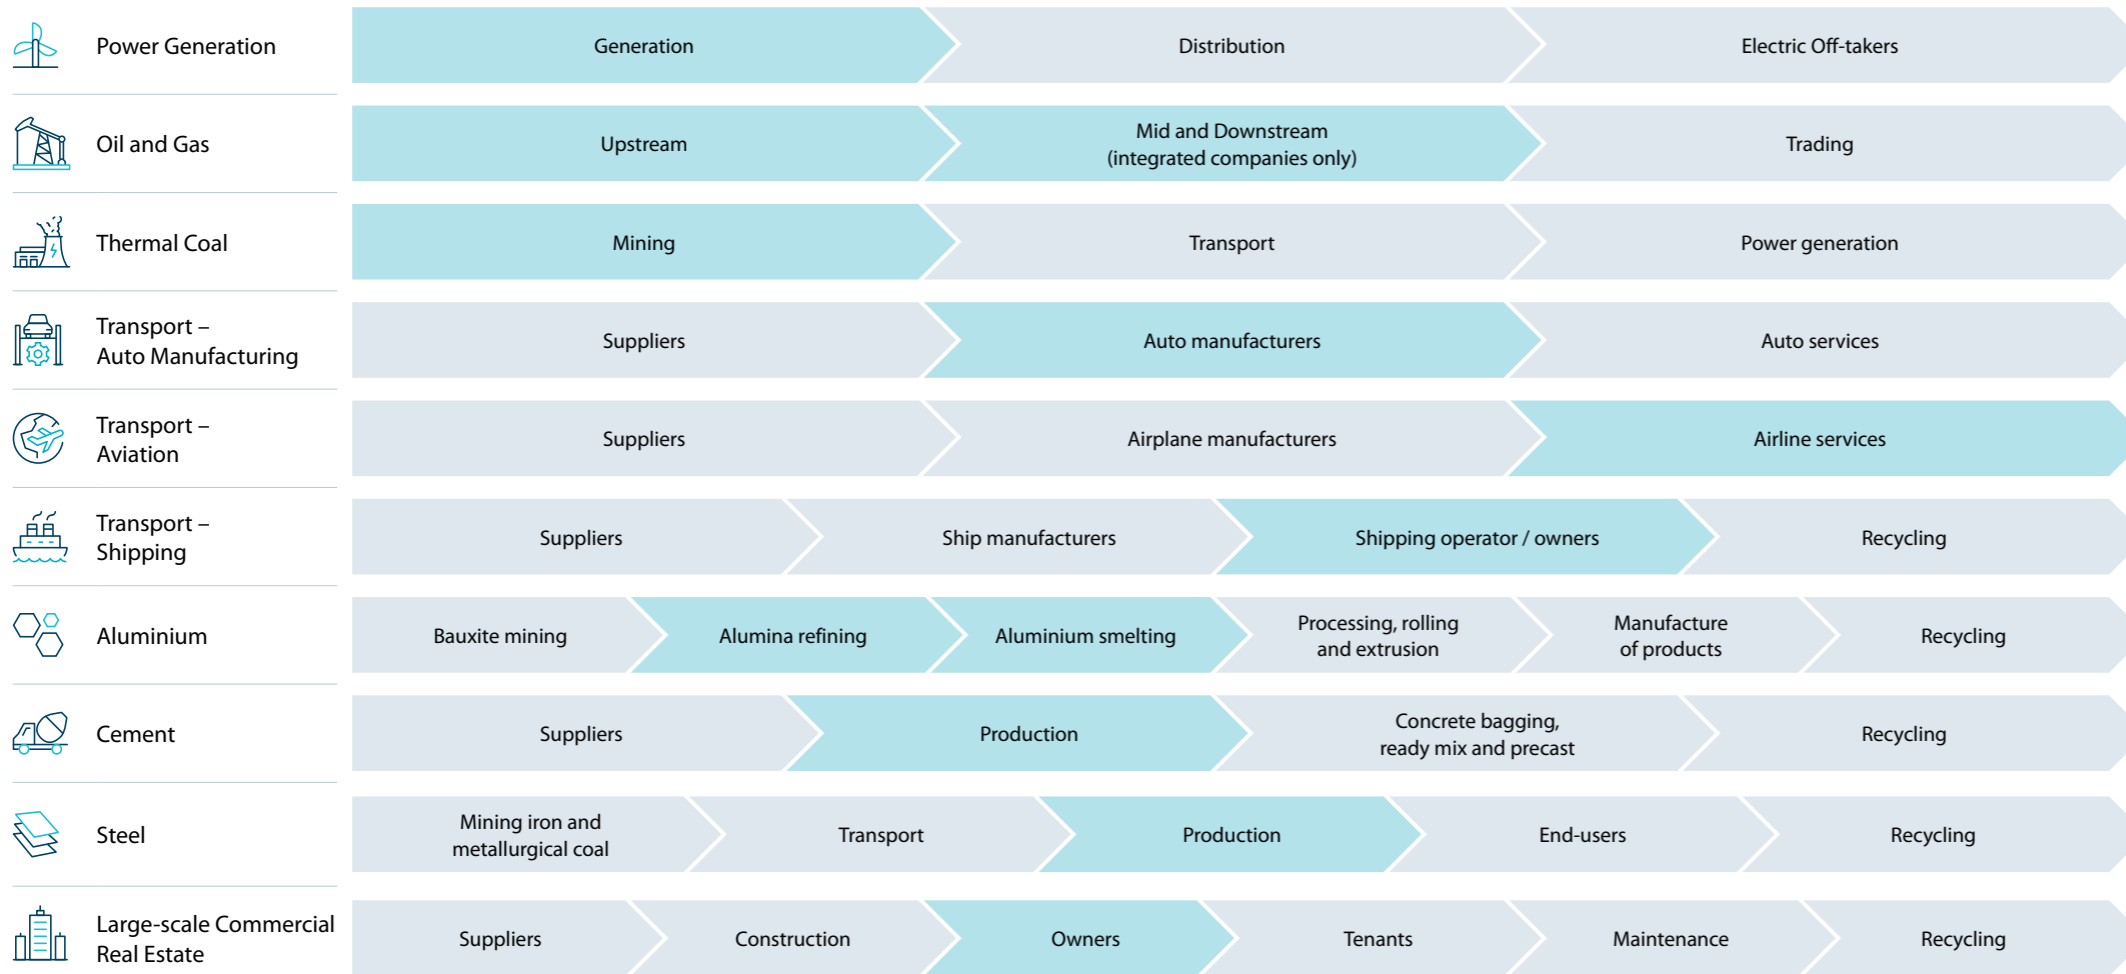 Power Generation
Generation
Distribution
Electric Off-takers
Oil and Gas
Upstream
Mid and Downstream
(integrated companies only)
Trading
Thermal Coal
Mining
Transport
Power generation
Transport –
Auto Manufacturing
Suppliers
Auto manufacturers
Auto services
Transport –
Aviation
Suppliers
Airplane manufacturers
Airline services
Transport –
Shipping
Suppliers
Ship manufacturers
Shipping operator / owners
Recycling
Aluminium
Bauxite mining
Alumina refining
Aluminium smelting
Processing, rolling
and extrusion
Manufacture
of products
Recycling
Cement
Suppliers
Production
Concrete bagging,
ready mix and precast
Recycling
Steel
Mining iron and
metallurgical coal
Transport
Production
End-users
Recycling
Large-scale Commercial
Real Estate
Suppliers
Construction
Owners
Tenants
Maintenance
Recycling